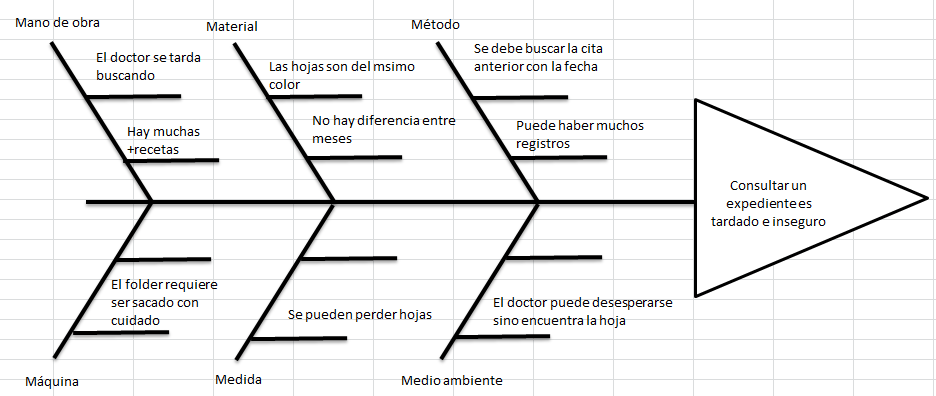 Mano de obra
Material
Método
El doctor se tarda
buscando
Las hojas son del msimo
color
Se debe buscar la cita
anterior con la fecha
Hay muchas
+recetas
No hay diferencia entre
meses
Puede haber muchos
registros
Consultar un
expediente es
tardado e inseguro
El folder requiere
ser sacado con
cuidado
Se pueden perder hojas
El doctor puede desesperarse
sino encuentra la hoja
Máquina
Medida
Medio ambiente